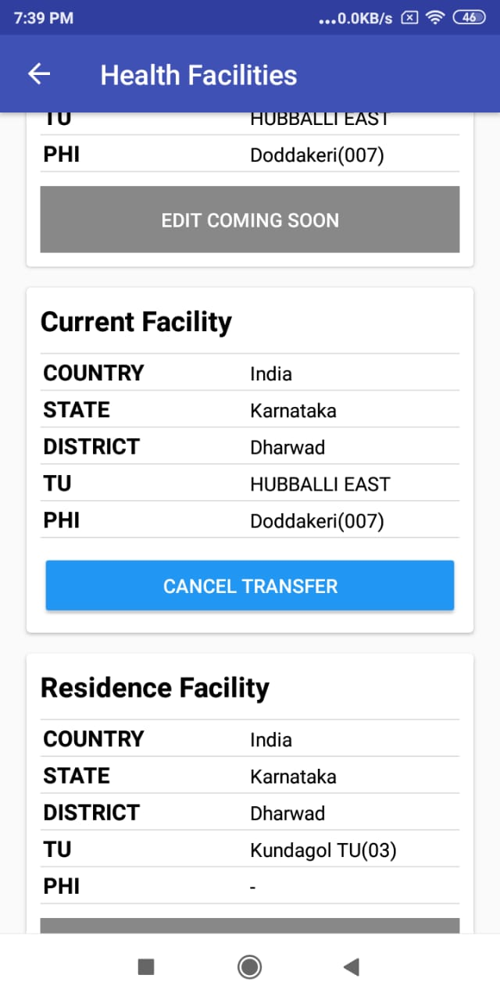 7:39 PM ...0.0KB/s 46
Health Facilities
TU HUBBALLI EAST
PHI Doddakeri(007)
EDIT COMING SOON
Current Facility
COUNTRY India
STATE Karnataka
DISTRICT Dharwad
TU HUBBALLI EAST
PHI Doddakeri(007)
CANCEL TRANSFER
Residence Facility
COUNTRY India
STATE Karnataka
DISTRICT Dharwad
TU Kundagol TU(03)
PHI -